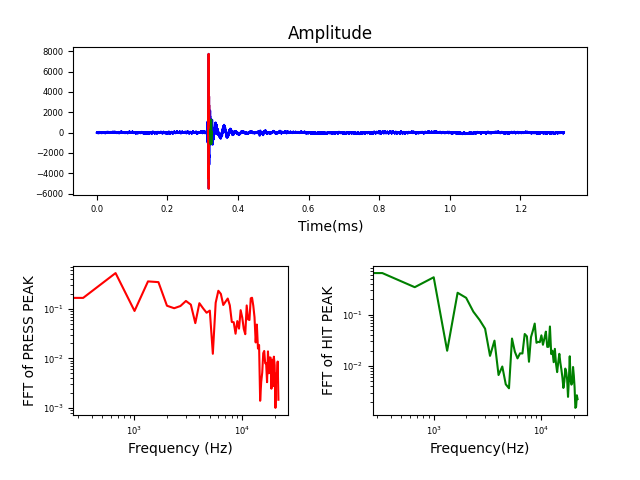 Amplitude
8000
6000
4000
2000
0
−2000
−4000
−6000
0.0 0.2 0.4 0.6 0.8 1.0 1.2
Time(ms)
FFT of PRESS PEAK
10⁻¹
10⁻²
10⁻³
10³ 10⁴
Frequency (Hz)
FFT of HIT PEAK
10⁻¹
10⁻²
10³ 10⁴
Frequency(Hz)